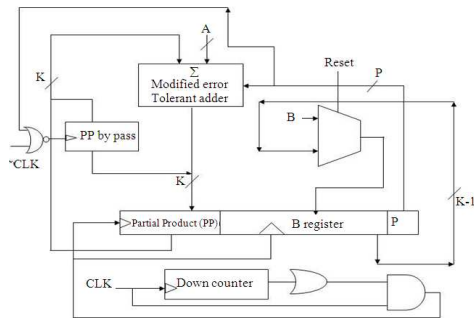 A
Σ
Modified error
Tolerant adder
K
P
Reset
B
PP by pass
~CLK
K
K-1
Partial Product (PP)
B register
P
CLK
Down counter